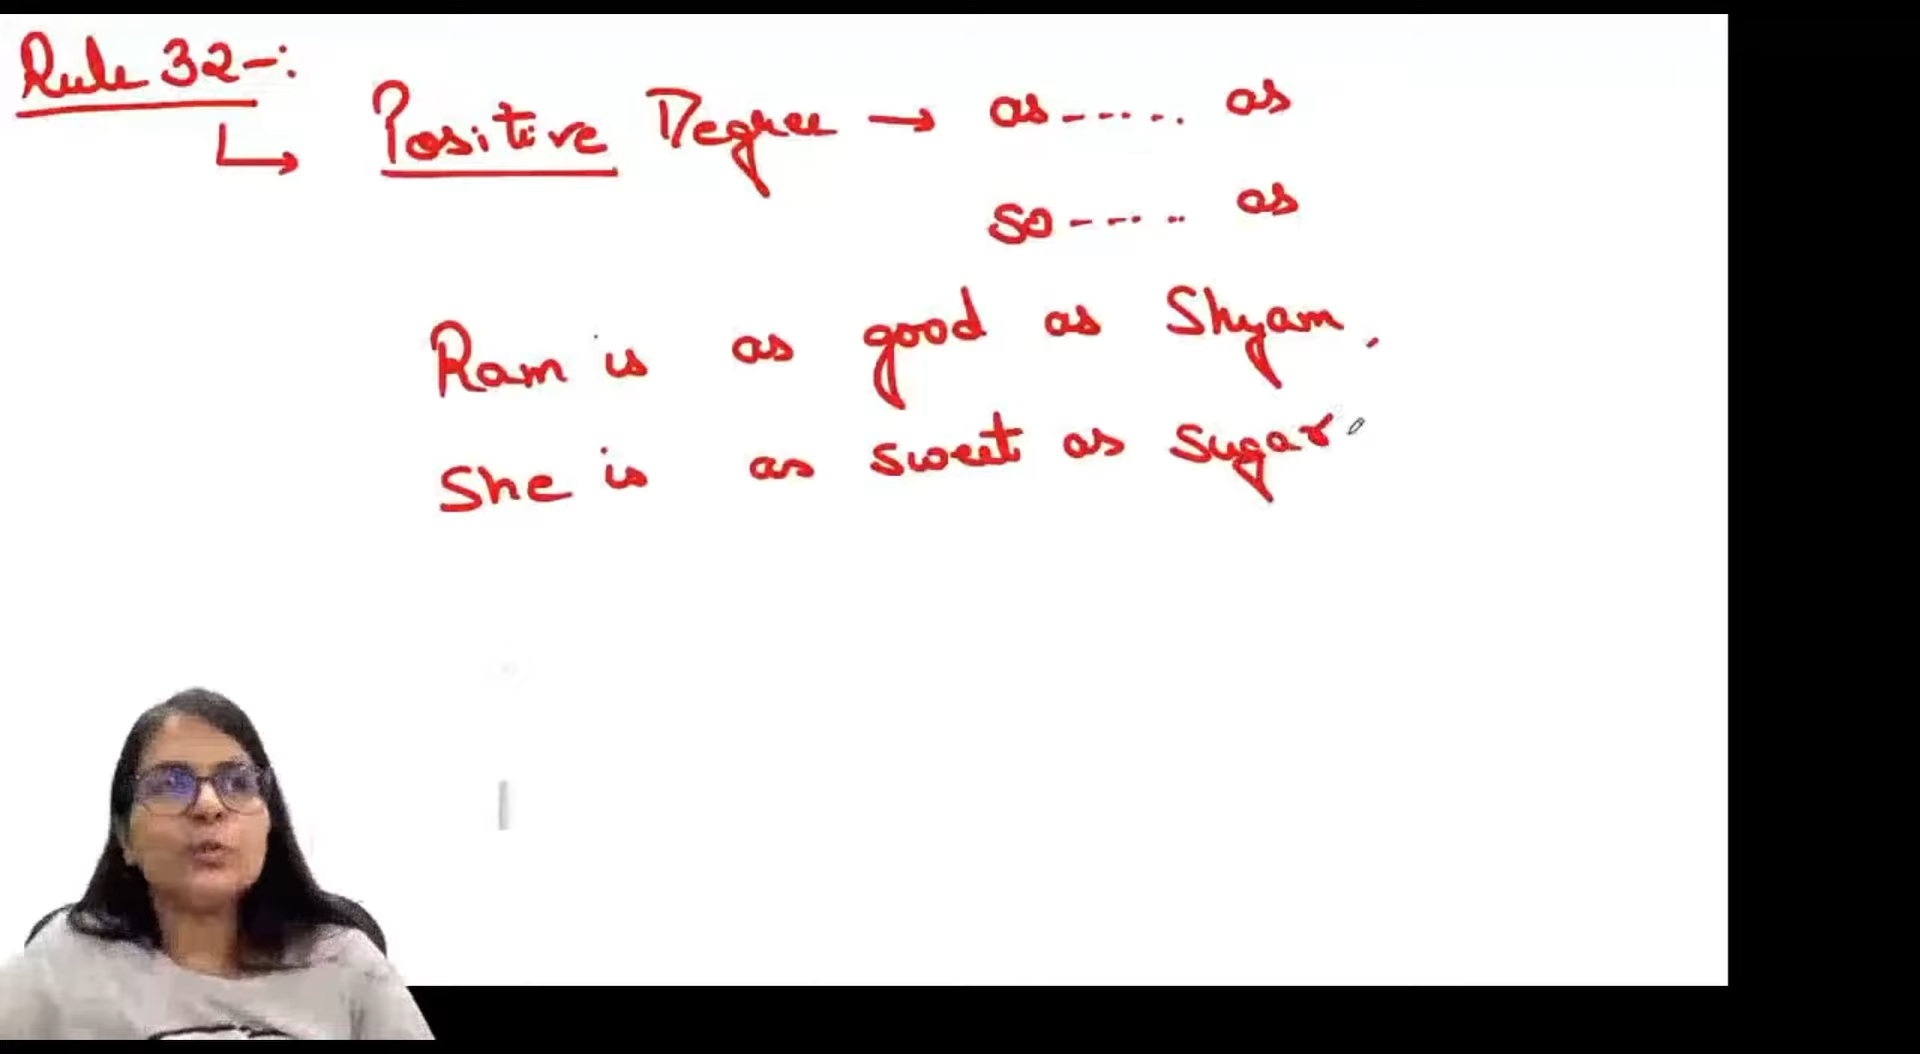 Rule 32-:
Positive Degree → as...... as
so...... as
Ram is as good as Shyam.
She is as sweet as sugar